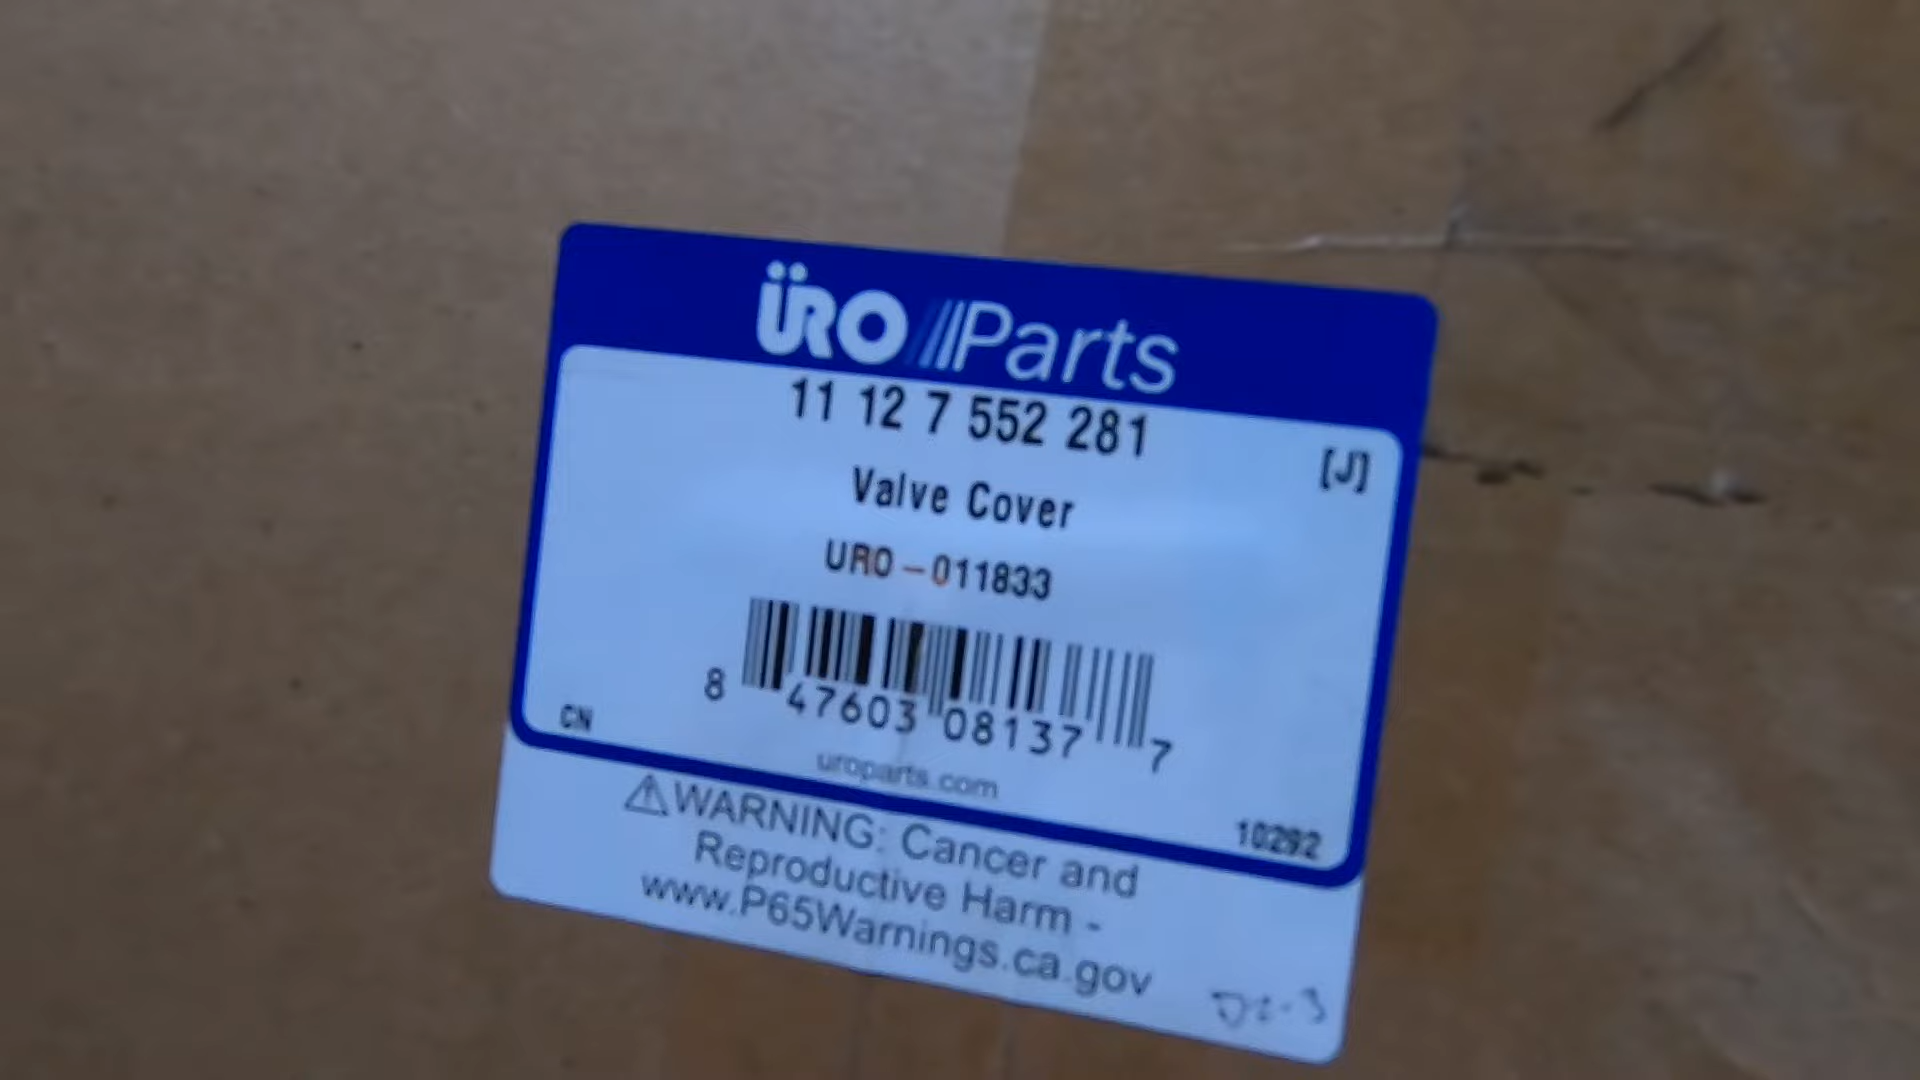 ÜRO Parts
11 12 7 552 281
[J]
Valve Cover
URO-011833
8 47603 08137 7
CN
uroparts.com
10292
⚠WARNING: Cancer and
Reproductive Harm -
www.P65Warnings.ca.gov